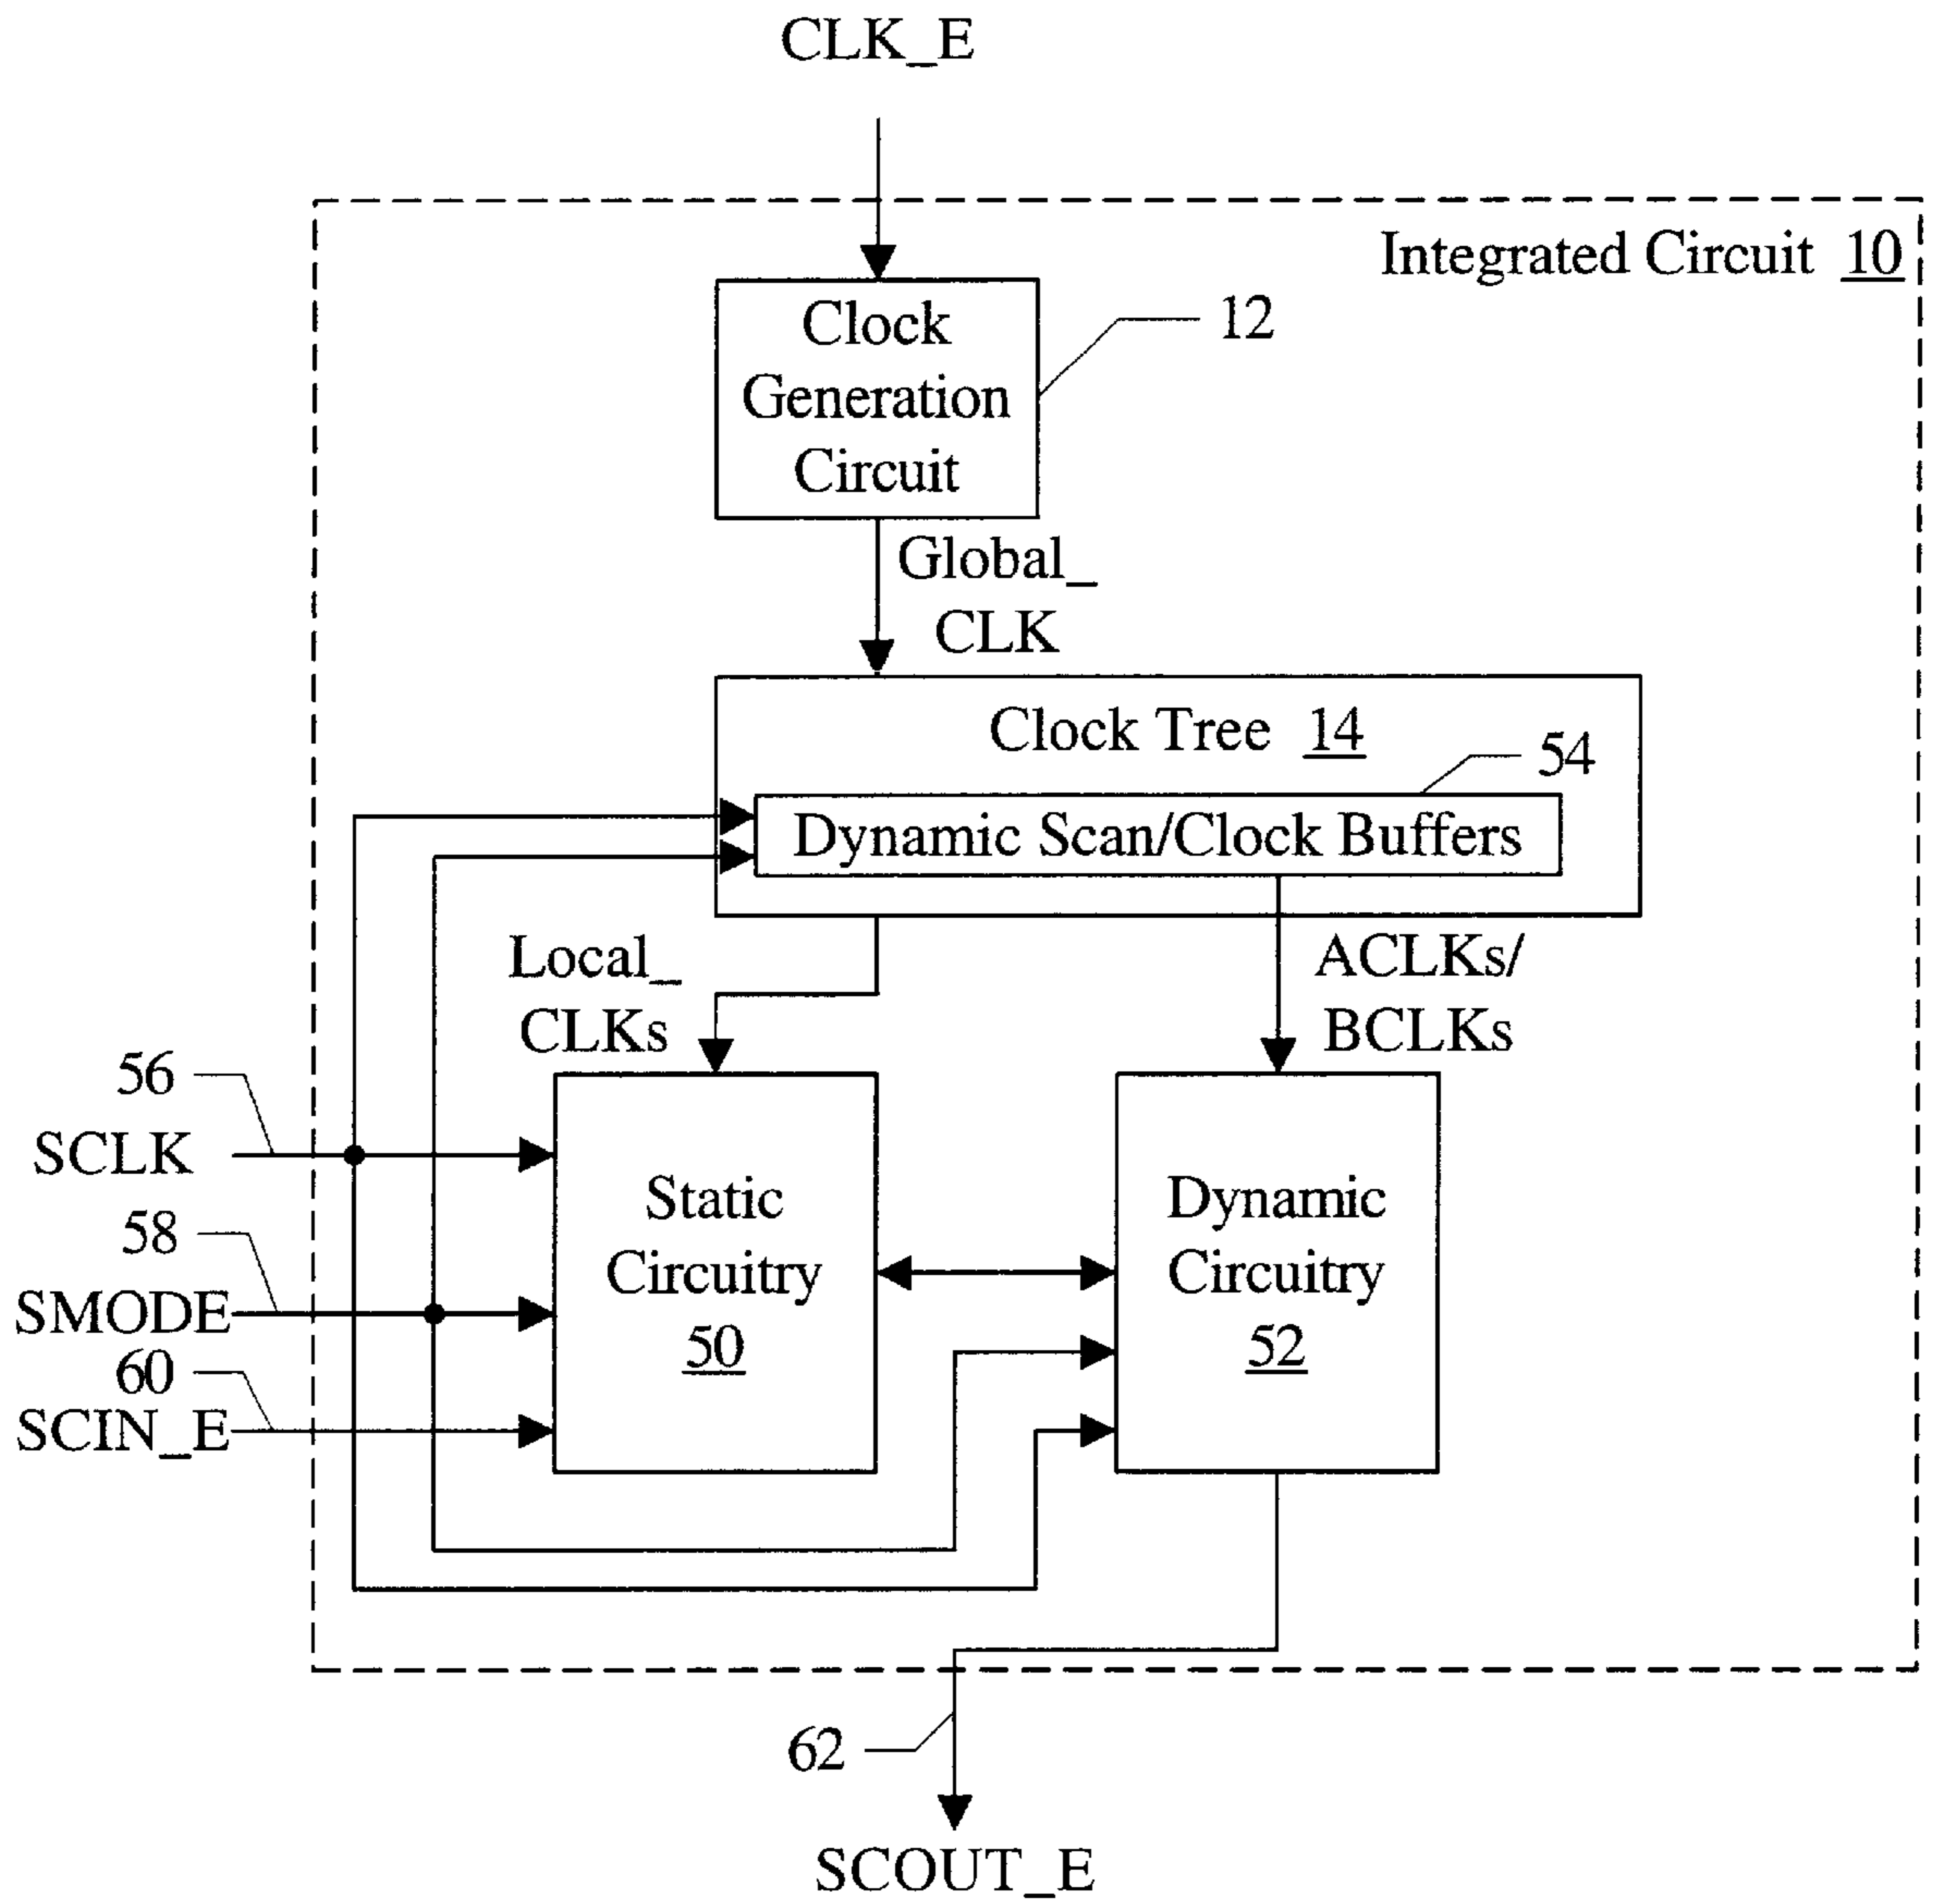 CLK_E
Integrated Circuit 10
Clock
Generation
Circuit
12
Global_
CLK
Clock Tree 14
54
Dynamic Scan/Clock Buffers
Local_
CLKs
ACLKs/
BCLKs
56
SCLK
58
SMODE
60
SCIN_E
Static
Circuitry
50
Dynamic
Circuitry
52
62
SCOUT_E